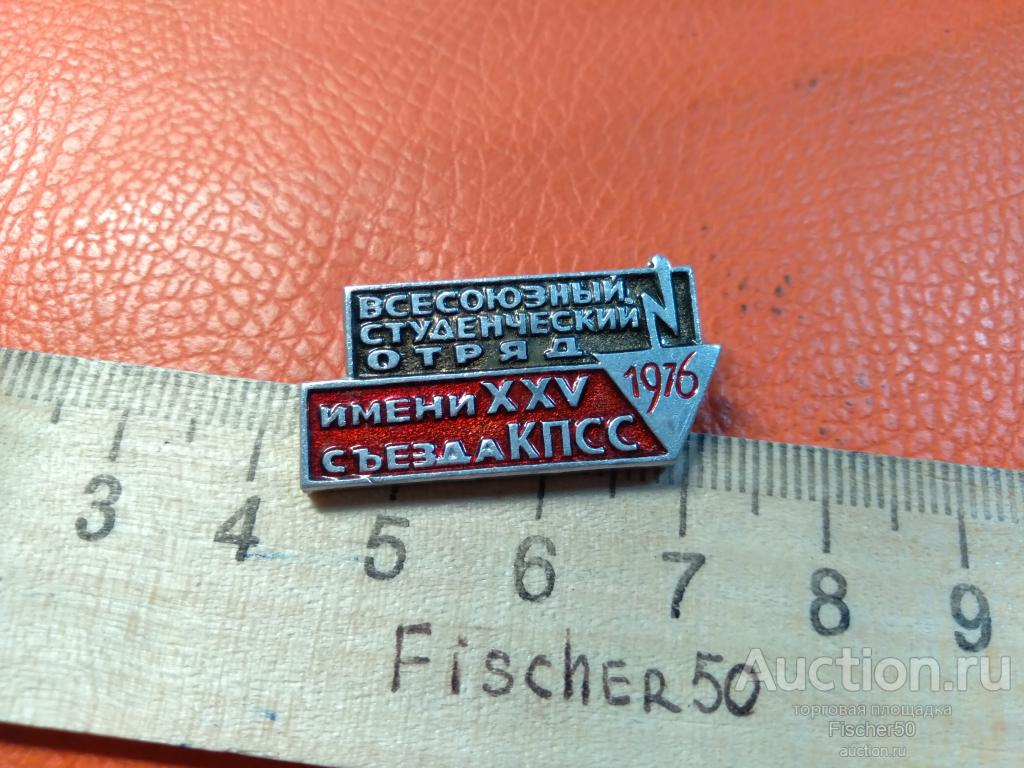 ВСЕСОЮЗНЫЙ
СТУДЕНЧЕСКИЙ
ОТРЯД
1976
ИМЕНИ XXV
СЪЕЗДА КПСС
3 4 5 6 7 8 9
Fischer50
Auction.ru
торговая площадка
Fischer50
auction.ru